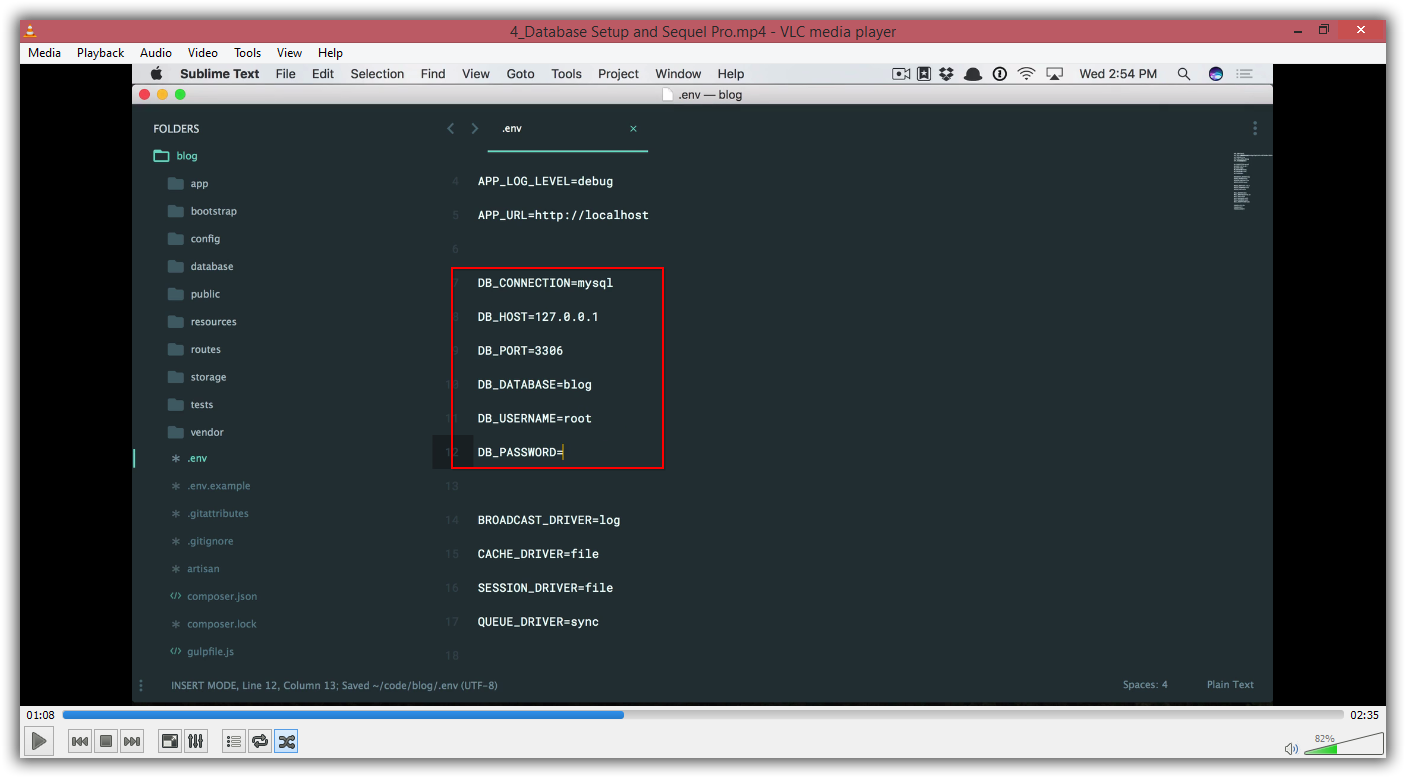 4_Database Setup and Sequel Pro.mp4 - VLC media player
Media Playback Audio Video Tools View Help
Sublime Text File Edit Selection Find View Goto Tools Project Window Help Wed 2:54 PM
.env — blog
FOLDERS
blog
app
bootstrap
config
database
public
resources
routes
storage
tests
vendor
.env
.env.example
.gitattributes
.gitignore
artisan
composer.json
composer.lock
gulpfile.js
.env
4 APP_LOG_LEVEL=debug
5 APP_URL=http://localhost
6
7 DB_CONNECTION=mysql
8 DB_HOST=127.0.0.1
9 DB_PORT=3306
10 DB_DATABASE=blog
11 DB_USERNAME=root
12 DB_PASSWORD=
13
14 BROADCAST_DRIVER=log
15 CACHE_DRIVER=file
16 SESSION_DRIVER=file
17 QUEUE_DRIVER=sync
18
INSERT MODE, Line 12, Column 13; Saved ~/code/blog/.env (UTF-8) Spaces: 4 Plain Text
01:08 02:35
82%